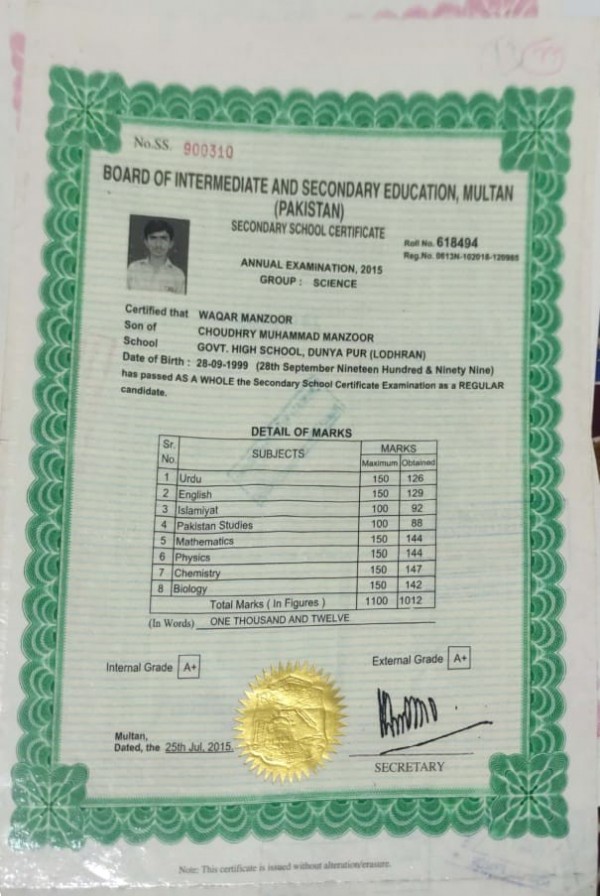 No.SS. 900310
BOARD OF INTERMEDIATE AND SECONDARY EDUCATION, MULTAN
(PAKISTAN)
SECONDARY SCHOOL CERTIFICATE
Roll No. 618494
Reg.No. 0613N-102018-120985
ANNUAL EXAMINATION, 2015
GROUP : SCIENCE
Certified that WAQAR MANZOOR
Son of CHOUDHRY MUHAMMAD MANZOOR
School GOVT. HIGH SCHOOL, DUNYA PUR (LODHRAN)
Date of Birth : 28-09-1999 (28th September Nineteen Hundred & Ninety Nine)
has passed AS A WHOLE the Secondary School Certificate Examination as a REGULAR
candidate.
DETAIL OF MARKS
Sr. No. SUBJECTS MARKS
Maximum Obtained
1 Urdu 150 126
2 English 150 129
3 Islamiyat 100 92
4 Pakistan Studies 100 88
5 Mathematics 150 144
6 Physics 150 144
7 Chemistry 150 147
8 Biology 150 142
Total Marks ( In Figures ) 1100 1012
(In Words) ONE THOUSAND AND TWELVE
Internal Grade A+ External Grade A+
Multan,
Dated, the 25th Jul, 2015.
SECRETARY
Note: This certificate is issued without alteration/erasure.